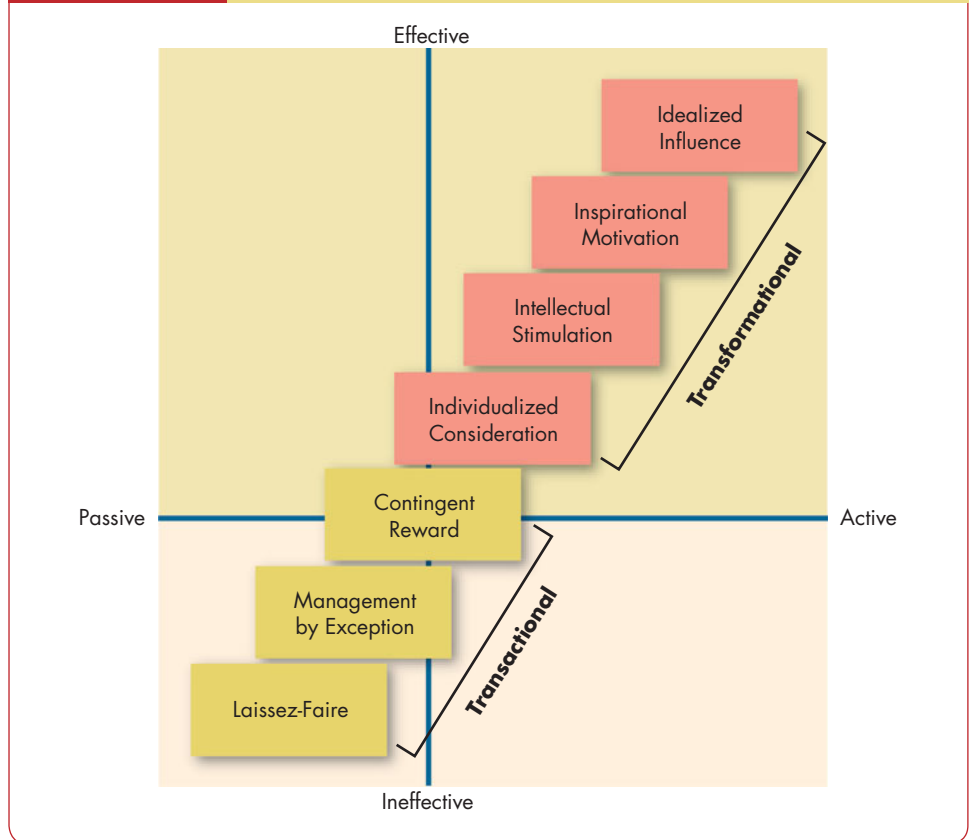 Effective
Idealized
Influence
Inspirational
Motivation
Intellectual
Stimulation
Transformational
Individualized
Consideration
Contingent
Reward
Passive
Active
Management
by Exception
Transactional
Laissez-Faire
Ineffective